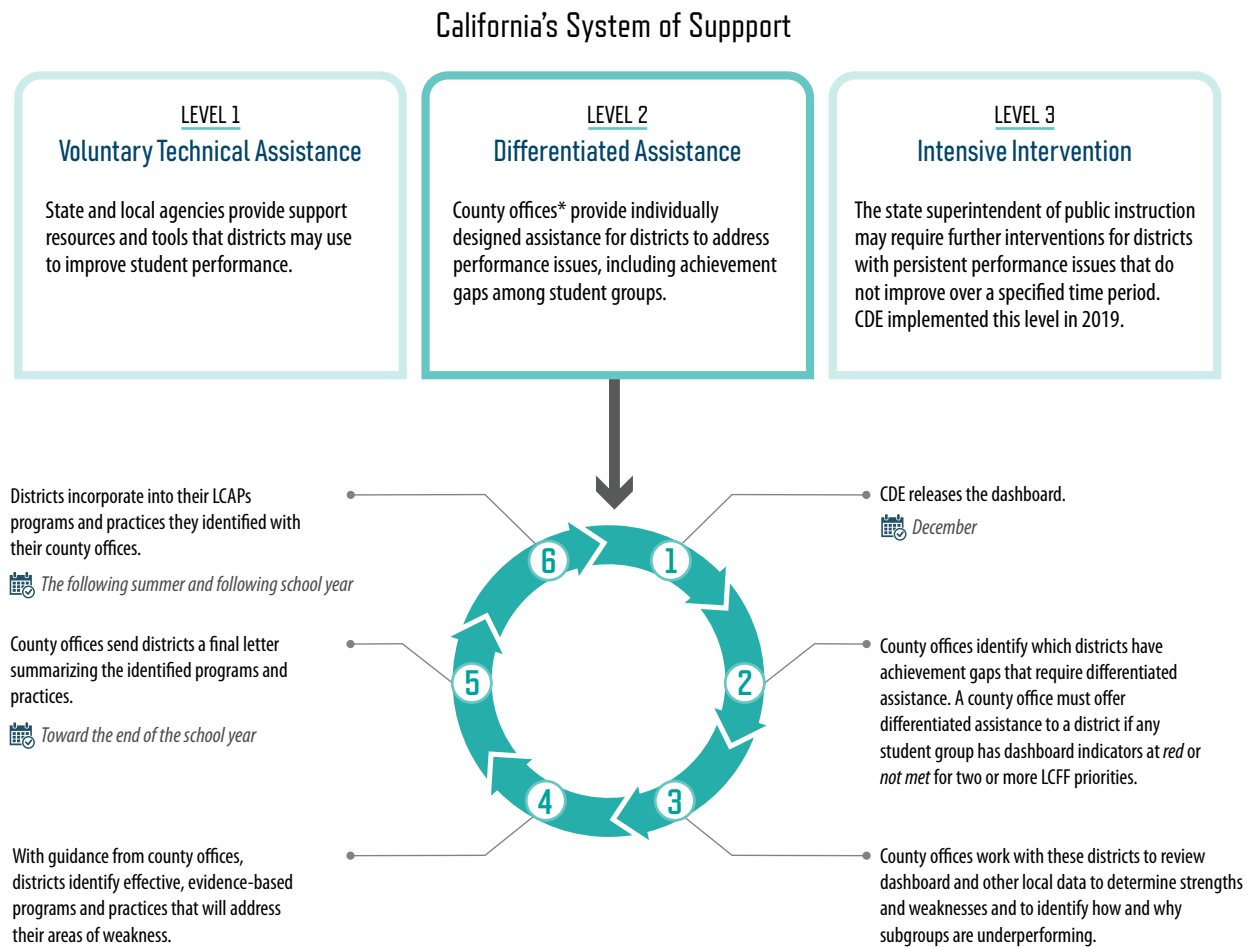 California's System of Suppport
LEVEL 1
Voluntary Technical Assistance
State and local agencies provide support
resources and tools that districts may use
to improve student performance.
LEVEL 2
Differentiated Assistance
County offices* provide individually
designed assistance for districts to address
performance issues, including achievement
gaps among student groups.
LEVEL 3
Intensive Intervention
The state superintendent of public instruction
may require further interventions for districts
with persistent performance issues that do
not improve over a specified time period.
CDE implemented this level in 2019.
1
CDE releases the dashboard.
December
2
County offices identify which districts have
achievement gaps that require differentiated
assistance. A county office must offer
differentiated assistance to a district if any
student group has dashboard indicators at red or
not met for two or more LCFF priorities.
3
County offices work with these districts to review
dashboard and other local data to determine strengths
and weaknesses and to identify how and why
subgroups are underperforming.
4
With guidance from county offices,
districts identify effective, evidence-based
programs and practices that will address
their areas of weakness.
5
County offices send districts a final letter
summarizing the identified programs and
practices.
Toward the end of the school year
6
Districts incorporate into their LCAPs
programs and practices they identified with
their county offices.
The following summer and following school year